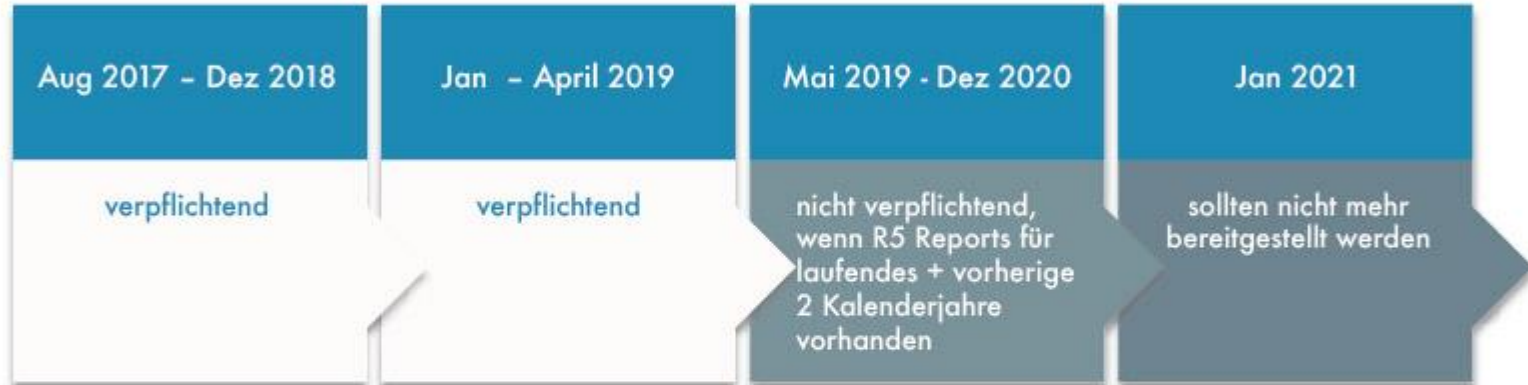 Aug 2017 – Dez 2018
verpflichtend
Jan – April 2019
verpflichtend
Mai 2019 - Dez 2020
nicht verpflichtend,
wenn R5 Reports für
laufendes + vorherige
2 Kalenderjahre
vorhanden
Jan 2021
sollten nicht mehr
bereitgestellt werden